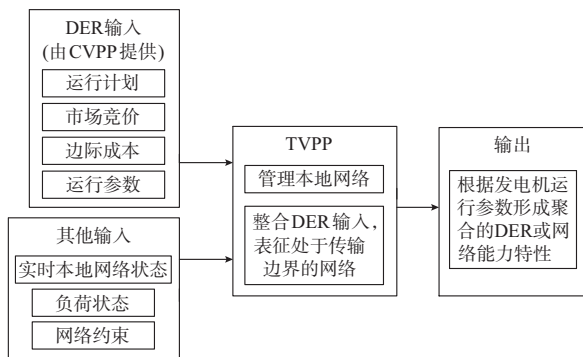 DER输入
(由CVPP提供)
运行计划
市场竞价
边际成本
运行参数
其他输入
实时本地网络状态
负荷状态
网络约束
TVPP
管理本地网络
整合DER输入，
表征处于传输
边界的网络
输出
根据发电机运
行参数形成聚
合的DER或网
络能力特性